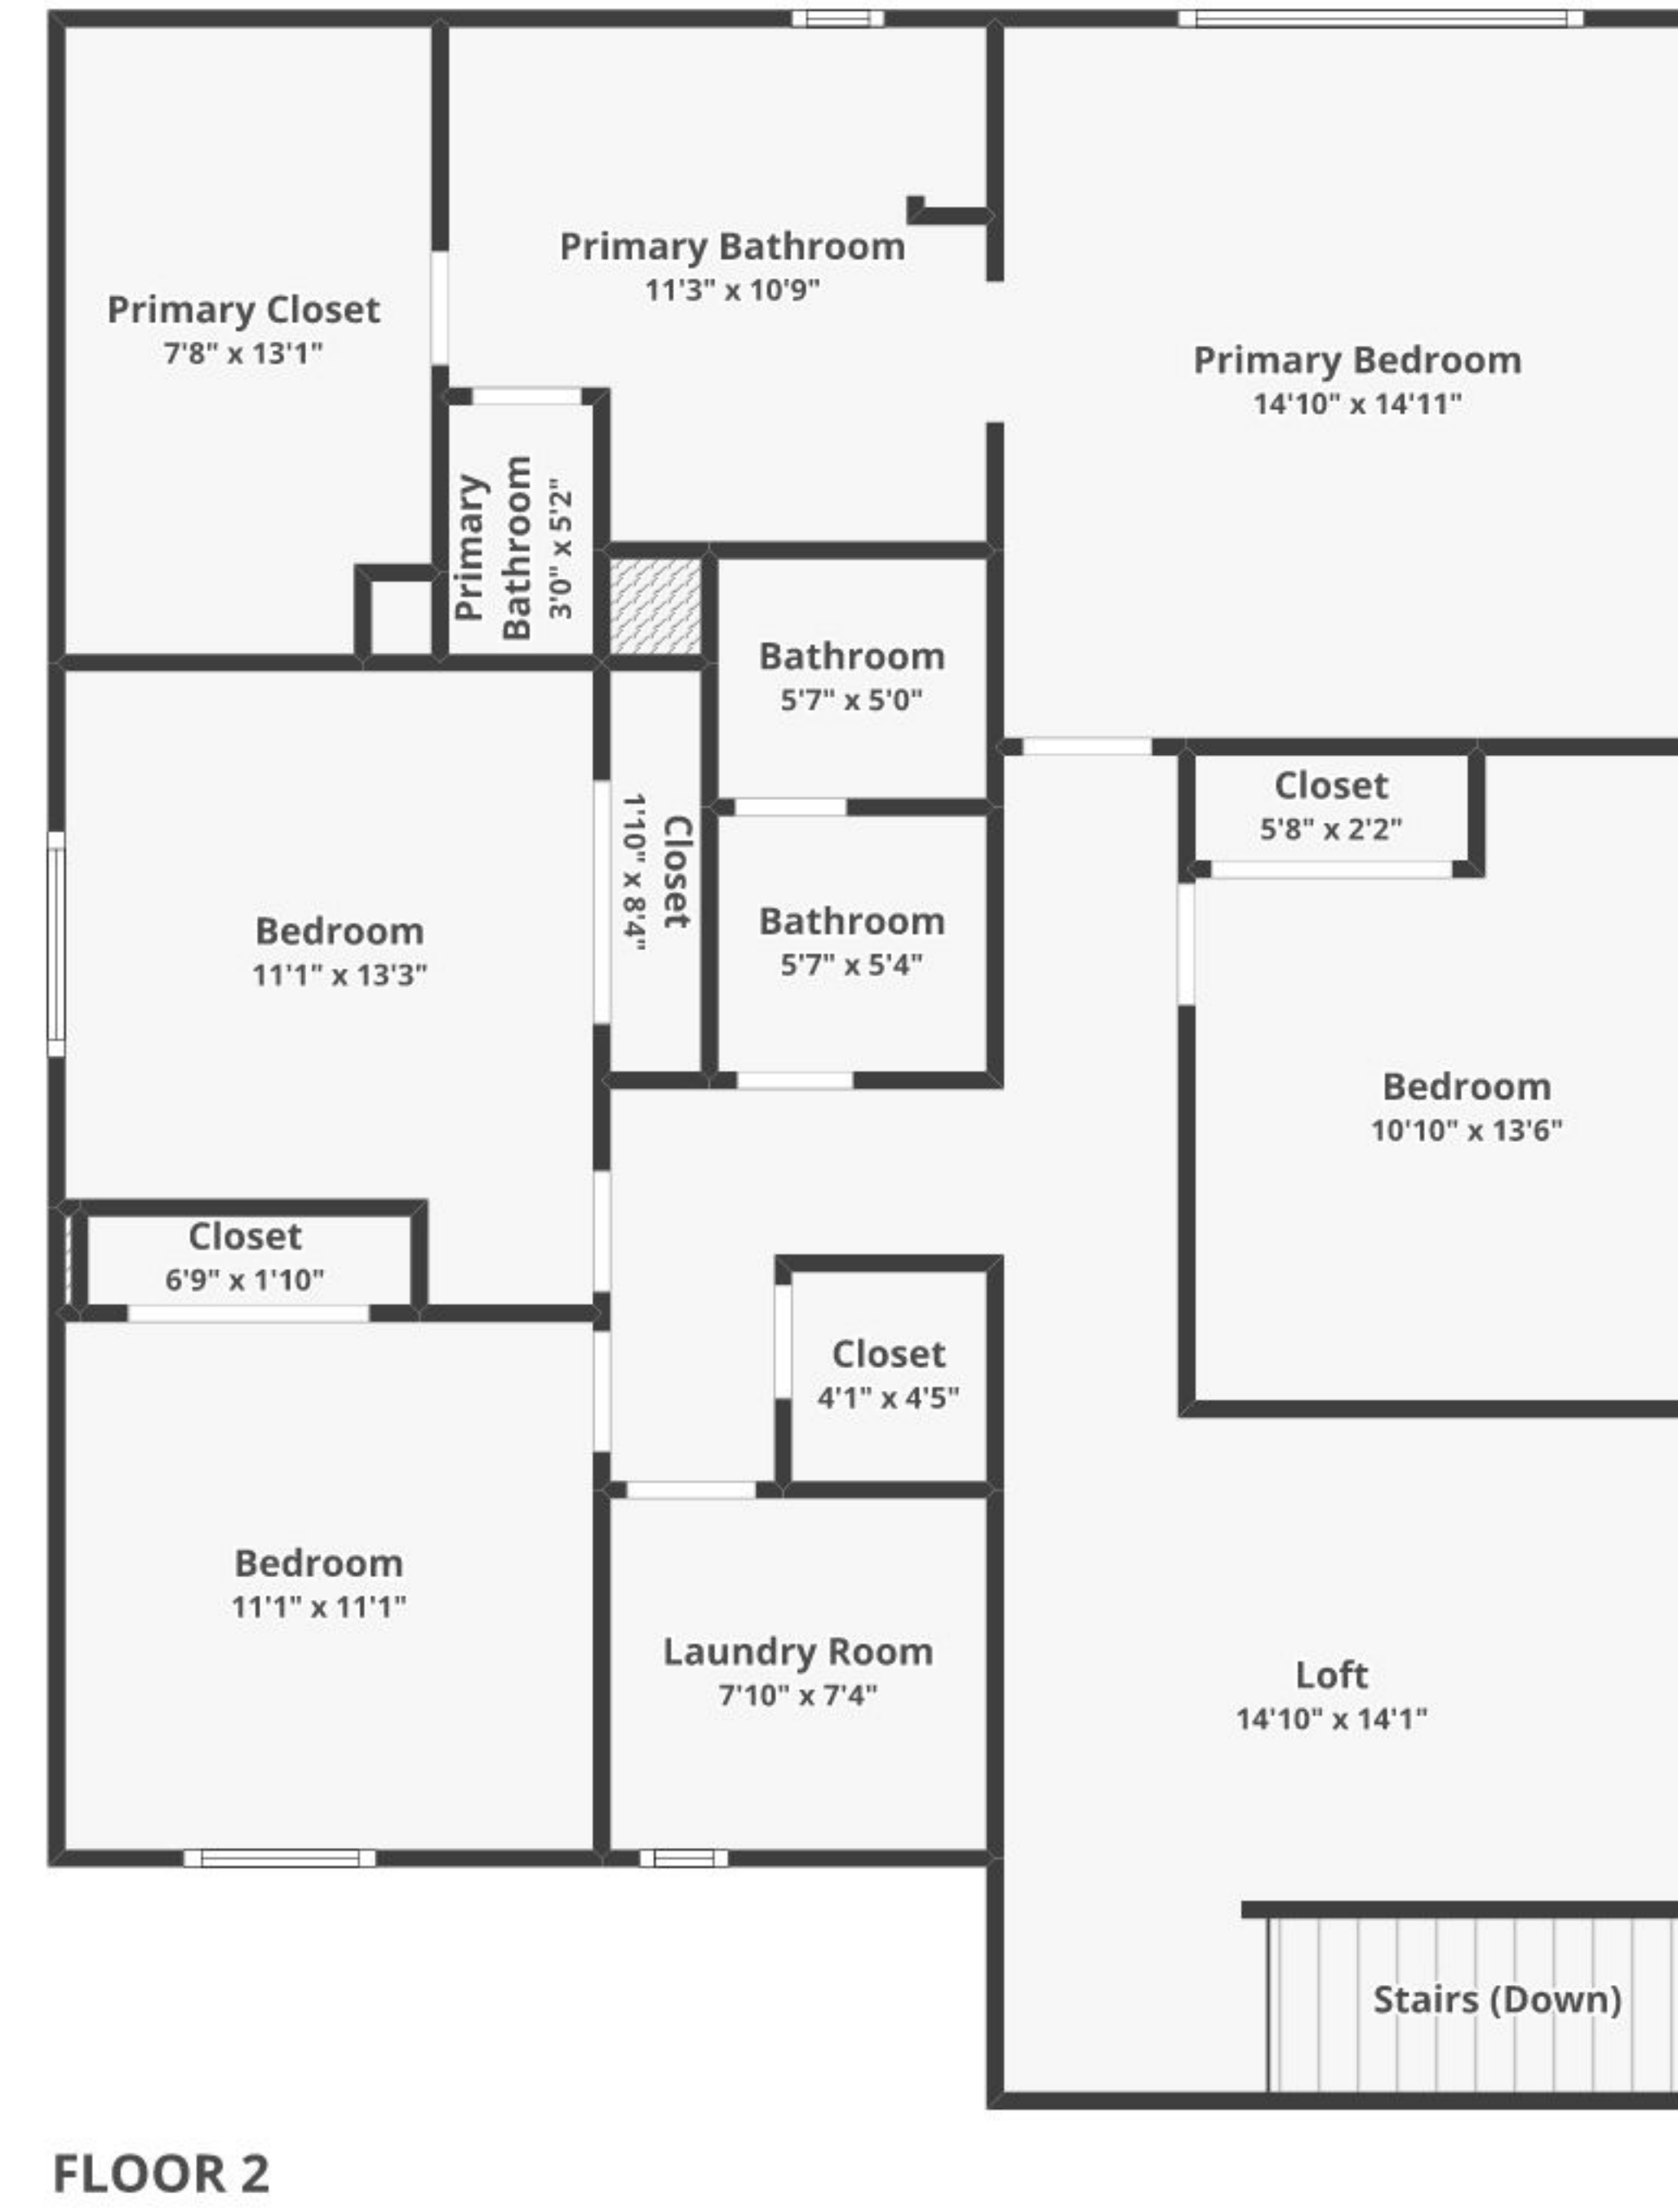 Primary Bathroom
11'3" x 10'9"
Primary Closet
7'8" x 13'1"
Primary Bedroom
14'10" x 14'11"
Primary
Bathroom
3'0" x 5'2"
Bathroom
5'7" x 5'0"
Closet
5'8" x 2'2"
Closet
1'10" x 8'4"
Bathroom
5'7" x 5'4"
Bedroom
11'1" x 13'3"
Bedroom
10'10" x 13'6"
Closet
6'9" x 1'10"
Closet
4'1" x 4'5"
Bedroom
11'1" x 11'1"
Laundry Room
7'10" x 7'4"
Loft
14'10" x 14'1"
Stairs (Down)
FLOOR 2